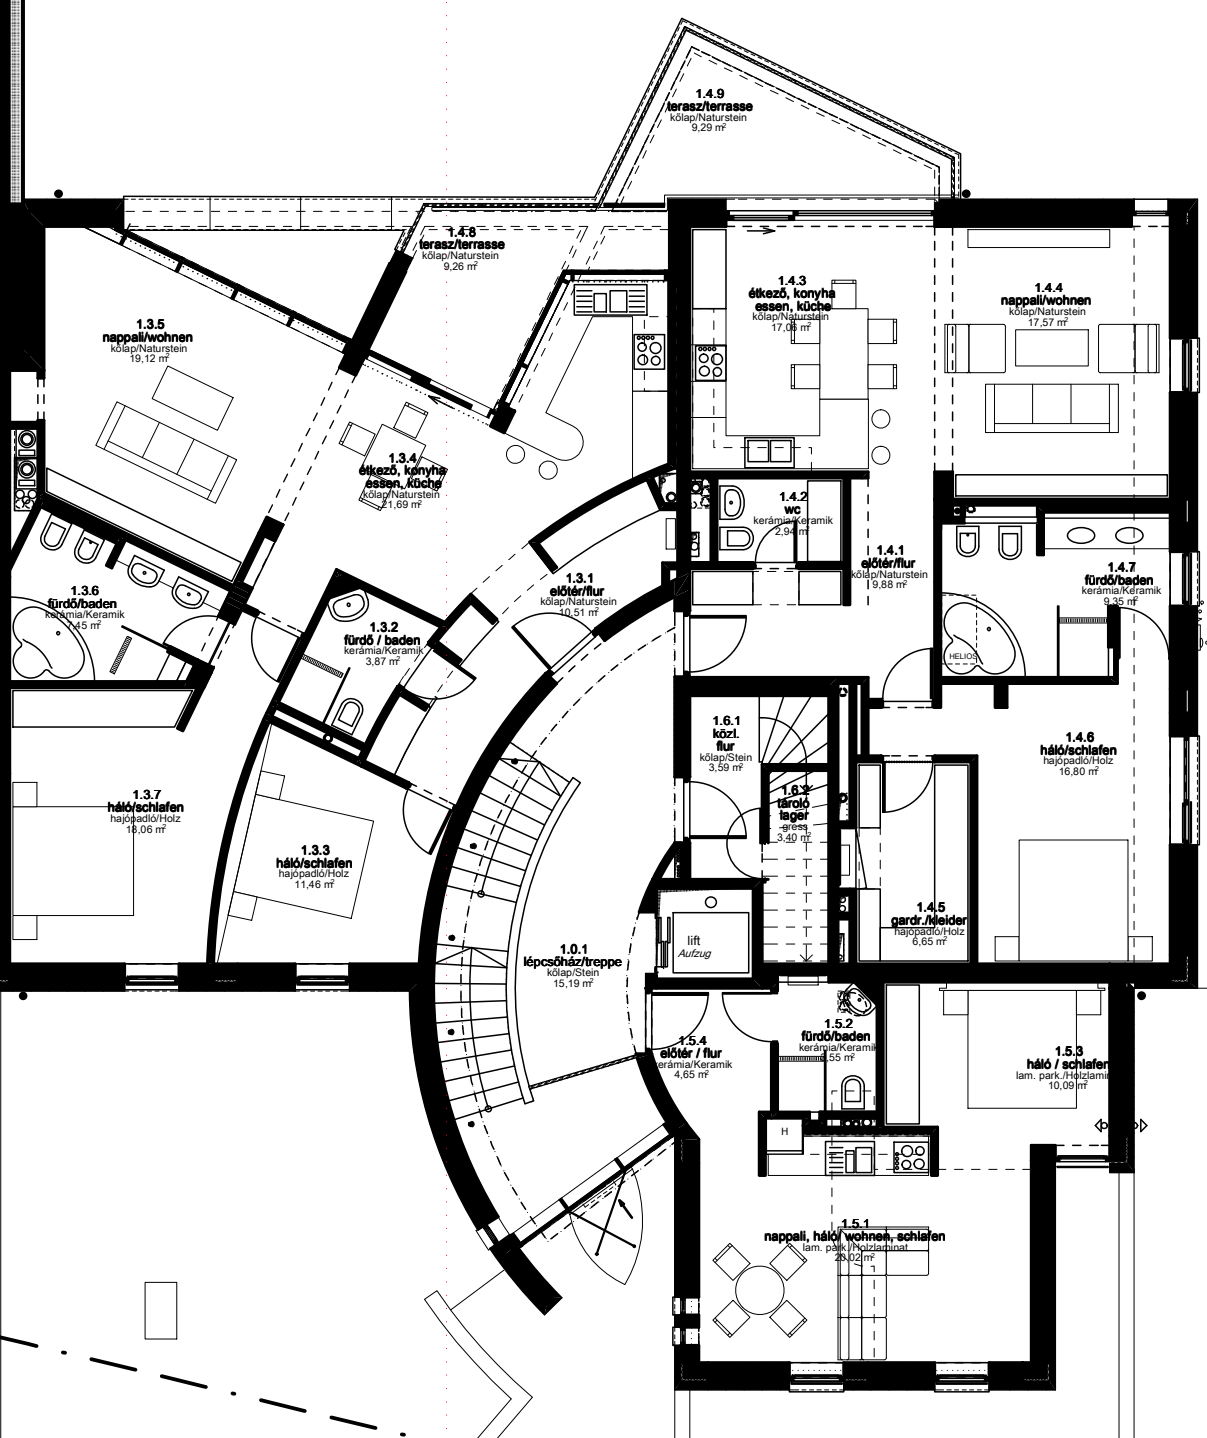 1.4.9
terasz/terrasse
kőlap/Naturstein
9,29 m²
1.4.8
terasz/terrasse
kőlap/Naturstein
9,26 m²
1.4.3
étkező, konyha
essen, küche
kőlap/Naturstein
17,06 m²
1.4.4
nappali/wohnen
kőlap/Naturstein
17,57 m²
1.3.5
nappali/wohnen
kőlap/Naturstein
19,12 m²
1.3.4
étkező, konyha
essen, küche
kőlap/Naturstein
21,69 m²
1.4.2
wc
kerámia/Keramik
2,94 m²
1.4.1
előtér/flur
kőlap/Naturstein
9,88 m²
1.4.7
fürdő/baden
kerámia/Keramik
9,35 m²
HELIOS
1.3.1
előtér/flur
kőlap/Naturstein
10,51 m²
1.3.6
fürdő/baden
kerámia/Keramik
7,45 m²
1.3.2
fürdő / baden
kerámia/Keramik
3,87 m²
1.6.1
közl.
flur
kőlap/Stein
3,59 m²
1.4.6
háló/schlafen
hajópadló/Holz
16,80 m²
1.6.2
tároló
lager
gress
3,40 m²
1.3.7
háló/schlafen
hajópadló/Holz
18,06 m²
1.3.3
háló/schlafen
hajópadló/Holz
11,46 m²
1.4.5
gardr./kleider
hajópadló/Holz
6,65 m²
lift
Aufzug
1.0.1
lépcsőház/treppe
kőlap/Stein
15,19 m²
1.5.4
előtér / flur
kerámia/Keramik
4,65 m²
1.5.2
fürdő/baden
kerámia/Keramik
1.5.3
háló / schlafen
lam. park./Holzlaminat
10,09 m²
H
1.5.1
nappali, háló/ wohnen, schlafen
lam. park./Holzlaminat
20,02 m²